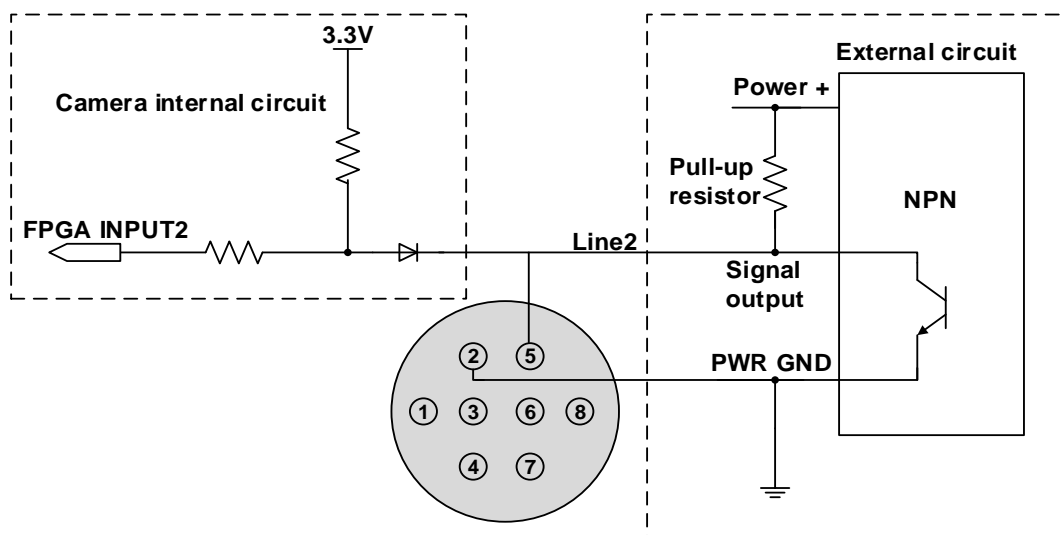 3.3V
External circuit
Camera internal circuit
Power +
Pull-up
resistor
NPN
FPGA INPUT2
Line2
Signal
output
PWR GND
2 5
1 3 6 8
4 7